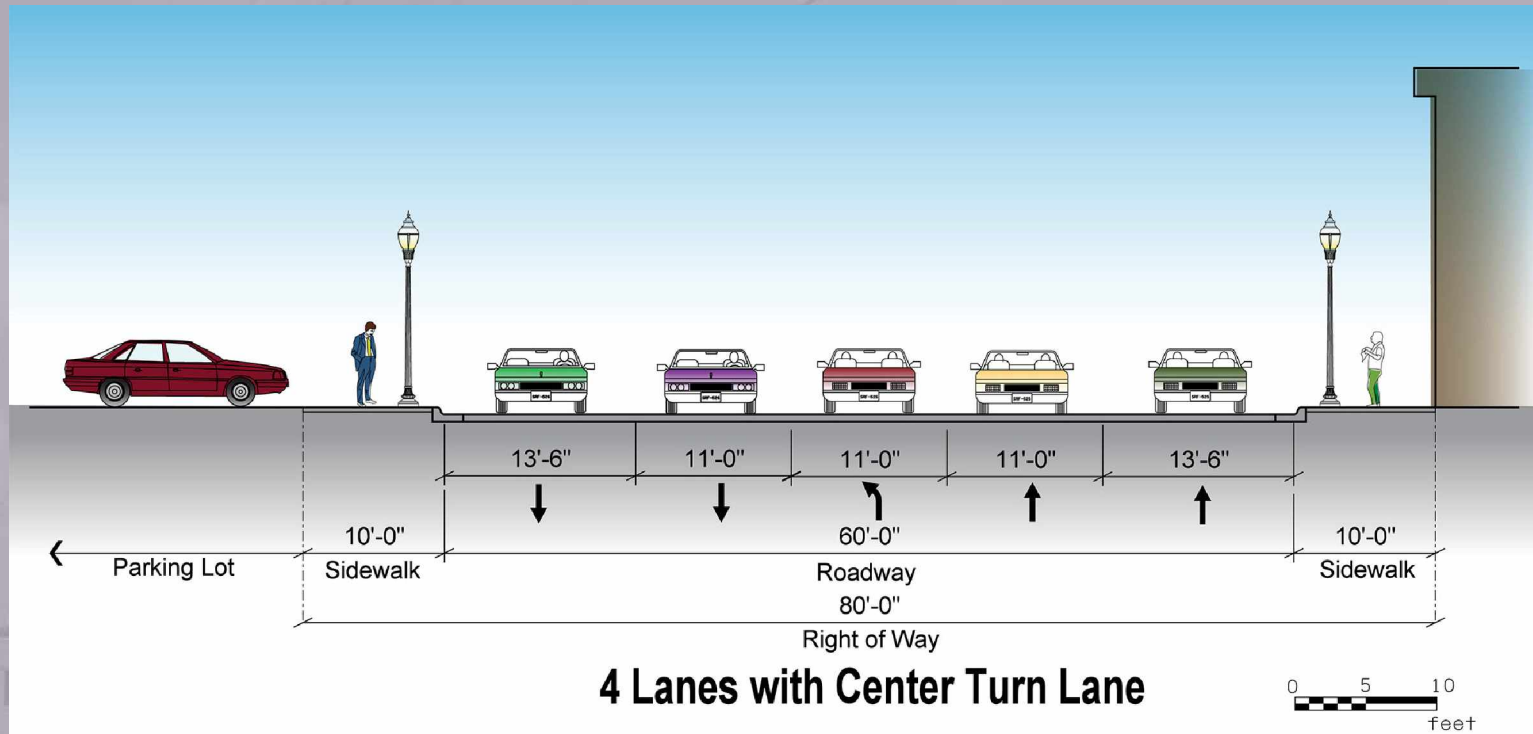 13'-6" 11'-0" 11'-0" 11'-0" 13'-6"
10'-0" 60'-0" 10'-0"
Parking Lot Sidewalk Roadway Sidewalk
80'-0"
Right of Way
4 Lanes with Center Turn Lane
0 5 10
feet